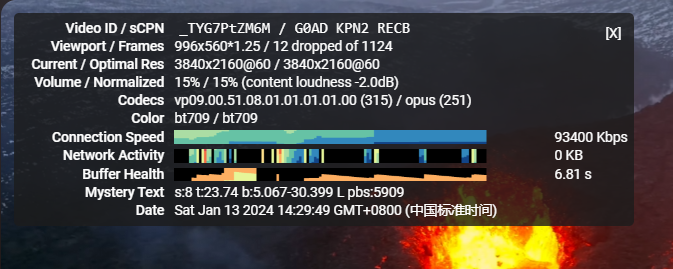 Video ID / sCPN _TYG7PtZM6M / G0AD KPN2 RECB
[X]
Viewport / Frames 996x560*1.25 / 12 dropped of 1124
Current / Optimal Res 3840x2160@60 / 3840x2160@60
Volume / Normalized 15% / 15% (content loudness -2.0dB)
Codecs vp09.00.51.08.01.01.01.01.00 (315) / opus (251)
Color bt709 / bt709
Connection Speed 93400 Kbps
Network Activity 0 KB
Buffer Health 6.81 s
Mystery Text s:8 t:23.74 b:5.067-30.399 L pbs:5909
Date Sat Jan 13 2024 14:29:49 GMT+0800 (中国标准时间)